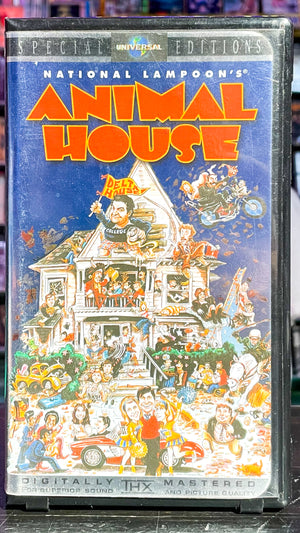 SPECIAL UNIVERSAL EDITIONS
NATIONAL LAMPOON'S®
ANIMAL
HOUSE
DELTA
HOUSE
COLLEGE
DIGITALLY THX MASTERED
FOR SUPERIOR SOUND AND PICTURE QUALITY